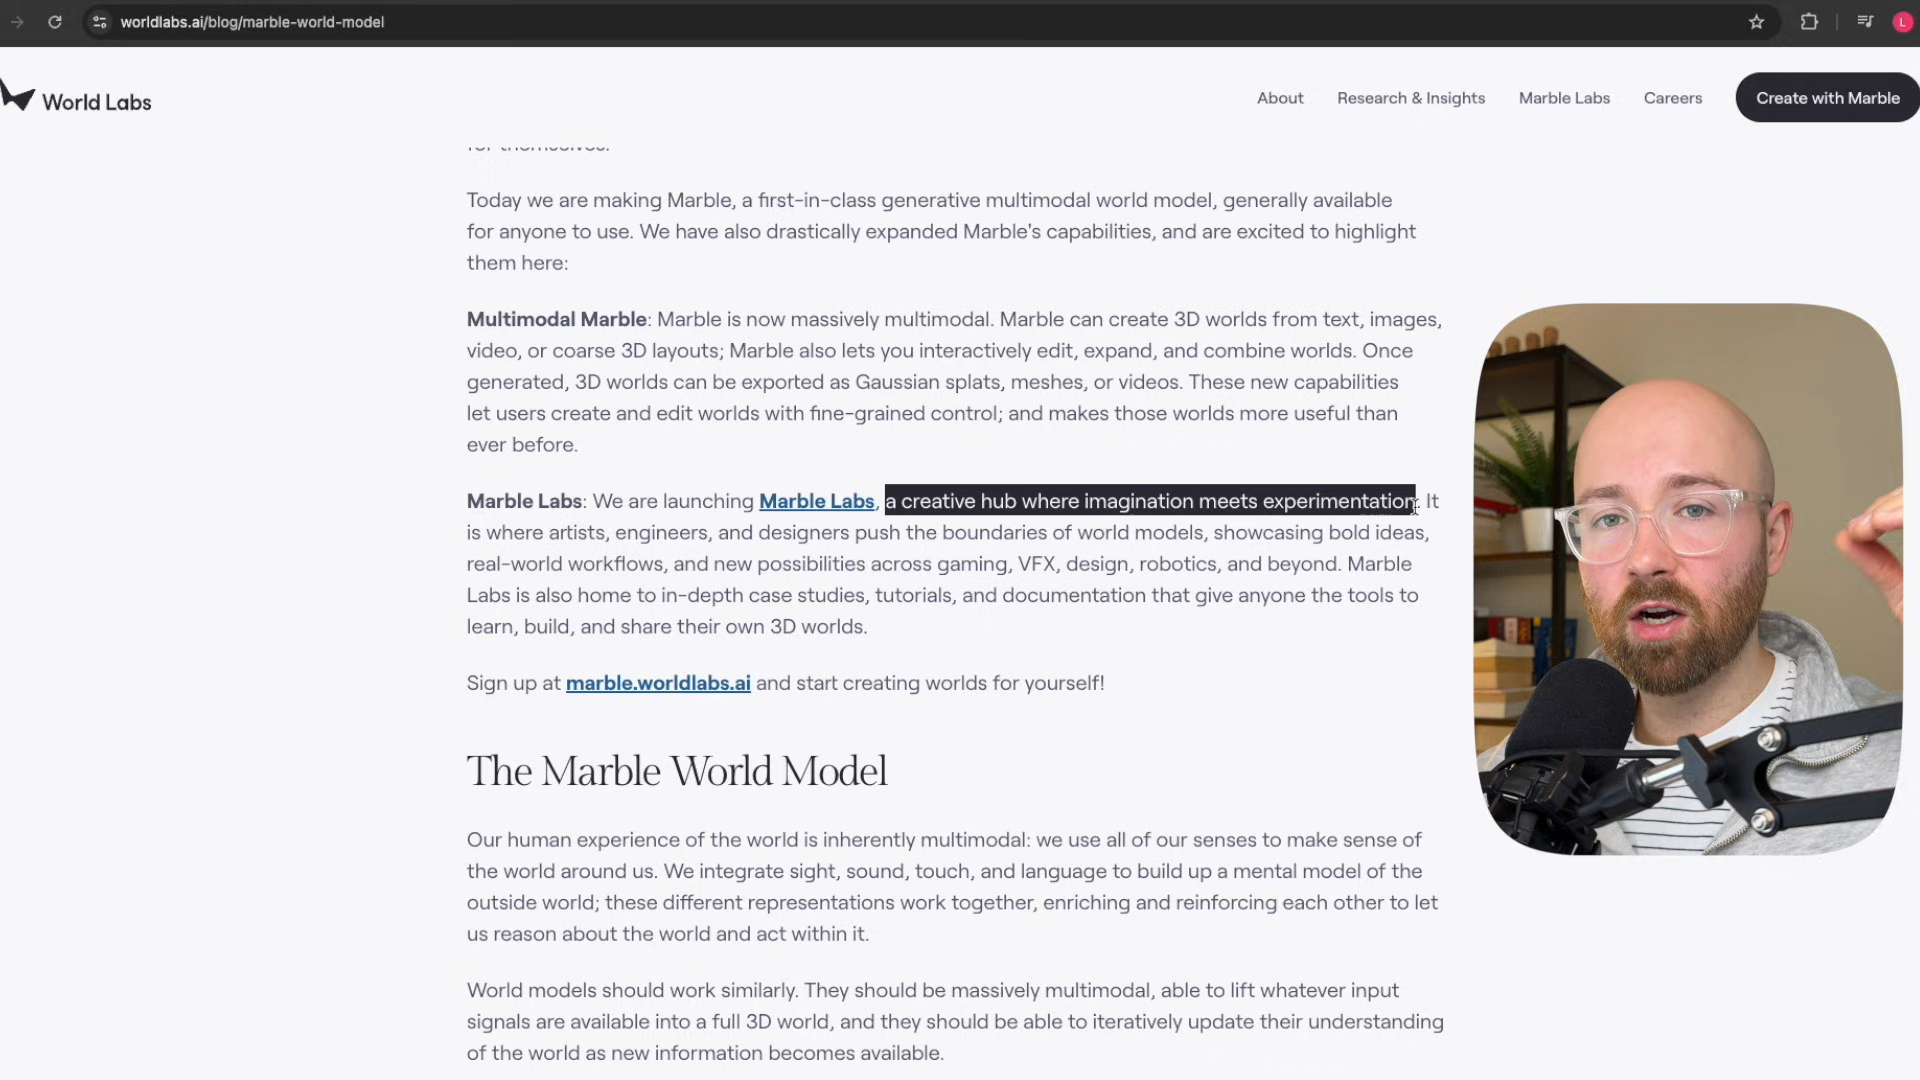 worldlabs.ai/blog/marble-world-model
L
World Labs
About
Research & Insights
Marble Labs
Careers
Create with Marble
for themselves.
Today we are making Marble, a first-in-class generative multimodal world model, generally available
for anyone to use. We have also drastically expanded Marble's capabilities, and are excited to highlight
them here:
Multimodal Marble: Marble is now massively multimodal. Marble can create 3D worlds from text, images,
video, or coarse 3D layouts; Marble also lets you interactively edit, expand, and combine worlds. Once
generated, 3D worlds can be exported as Gaussian splats, meshes, or videos. These new capabilities
let users create and edit worlds with fine-grained control; and makes those worlds more useful than
ever before.
Marble Labs: We are launching Marble Labs, a creative hub where imagination meets experimentation. It
is where artists, engineers, and designers push the boundaries of world models, showcasing bold ideas,
real-world workflows, and new possibilities across gaming, VFX, design, robotics, and beyond. Marble
Labs is also home to in-depth case studies, tutorials, and documentation that give anyone the tools to
learn, build, and share their own 3D worlds.
Sign up at marble.worldlabs.ai and start creating worlds for yourself!
The Marble World Model
Our human experience of the world is inherently multimodal: we use all of our senses to make sense of
the world around us. We integrate sight, sound, touch, and language to build up a mental model of the
outside world; these different representations work together, enriching and reinforcing each other to let
us reason about the world and act within it.
World models should work similarly. They should be massively multimodal, able to lift whatever input
signals are available into a full 3D world, and they should be able to iteratively update their understanding
of the world as new information becomes available.